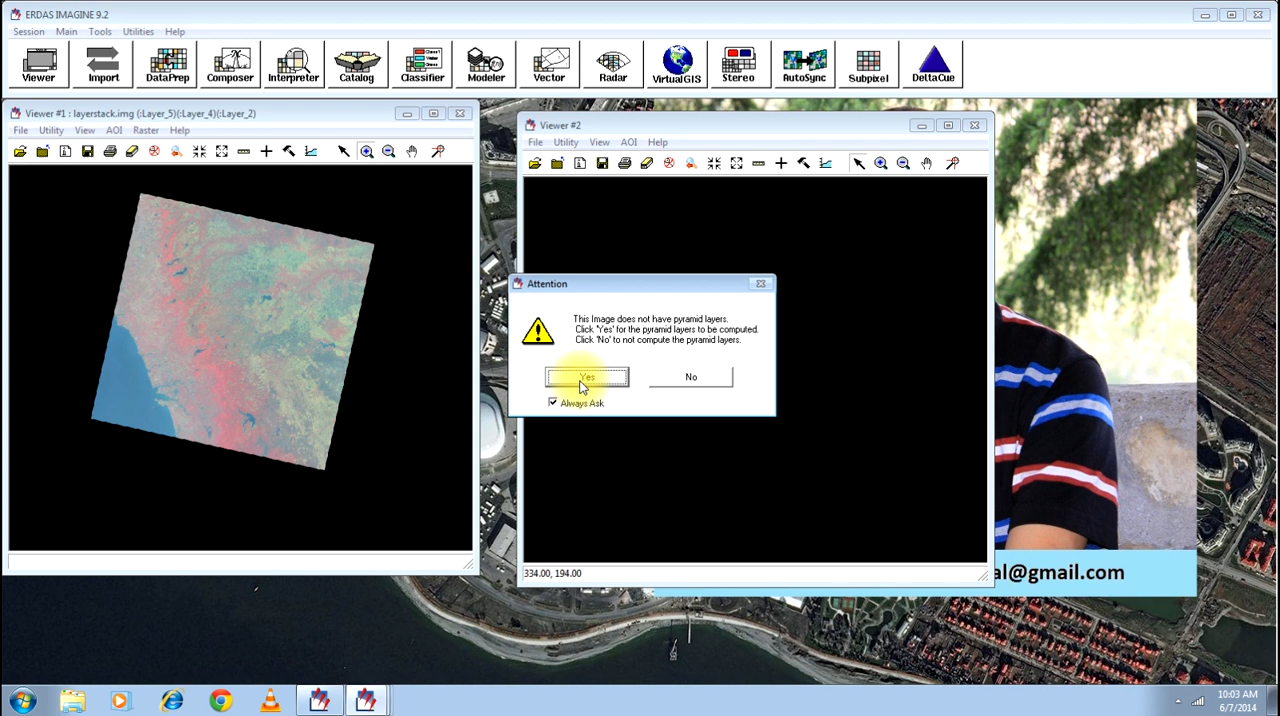 ERDAS IMAGINE 9.2
Session Main Tools Utilities Help
Viewer Import DataPrep Composer Interpreter Catalog Classifier Modeler Vector Radar VirtualGIS Stereo AutoSync Subpixel DeltaCue
Viewer #1 : layerstack.img (:Layer_5)(:Layer_4)(:Layer_2)
File Utility View AOI Raster Help
Viewer #2
File Utility View AOI Help
Attention
This Image does not have pyramid layers.
Click 'Yes' for the pyramid layers to be computed.
Click 'No' to not compute the pyramid layers.
Yes No
Always Ask
334.00, 194.00
al@gmail.com
10:03 AM
6/7/2014